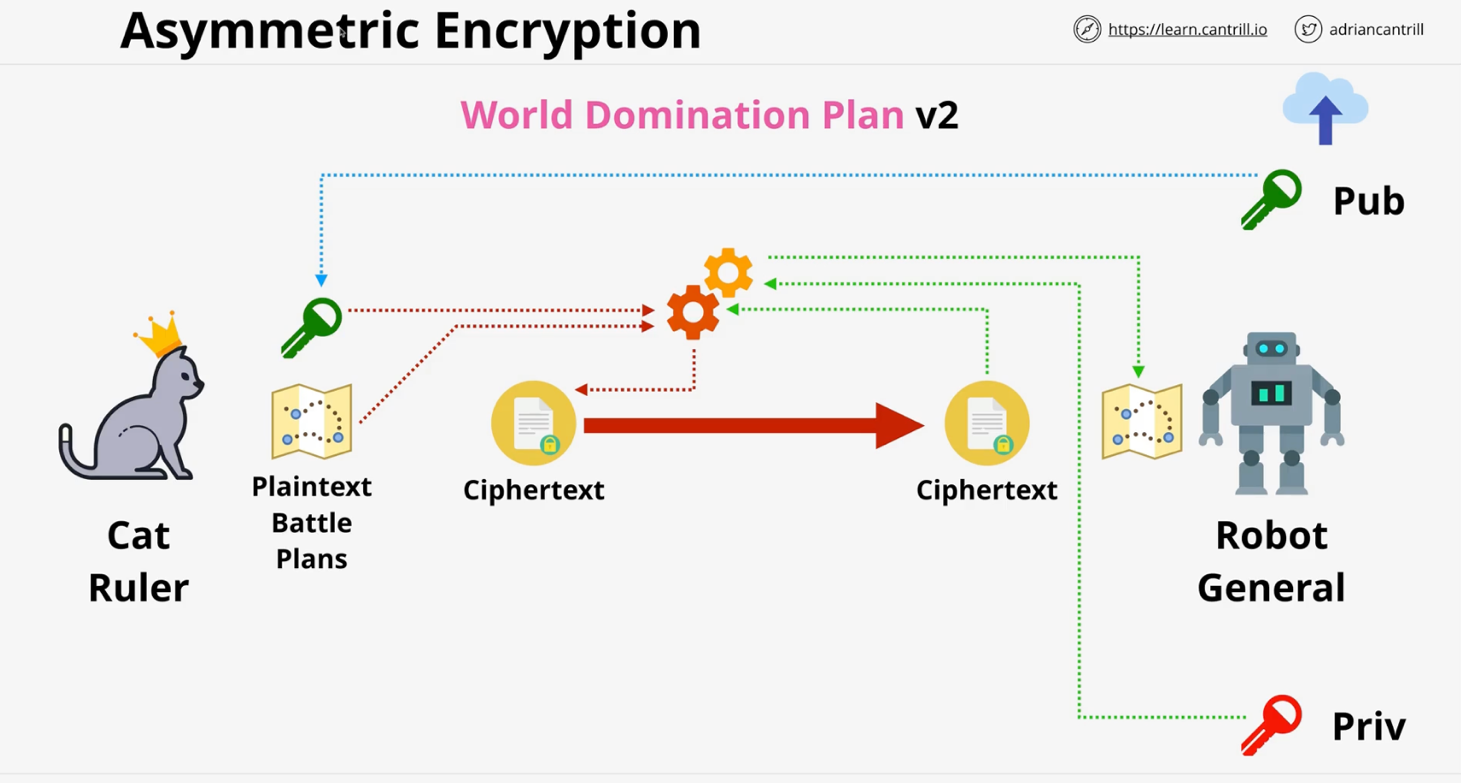 Asymmetric Encryption
https://learn.cantrill.io
adriancantrill
World Domination Plan v2
Pub
Plaintext
Battle
Plans
Ciphertext
Ciphertext
Cat
Ruler
Robot
General
Priv